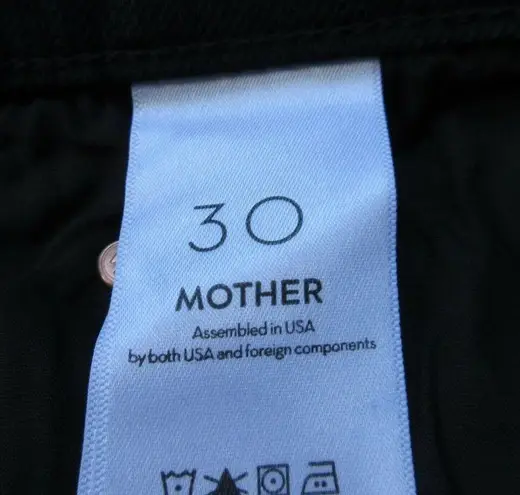 30
MOTHER
Assembled in USA
by both USA and foreign components